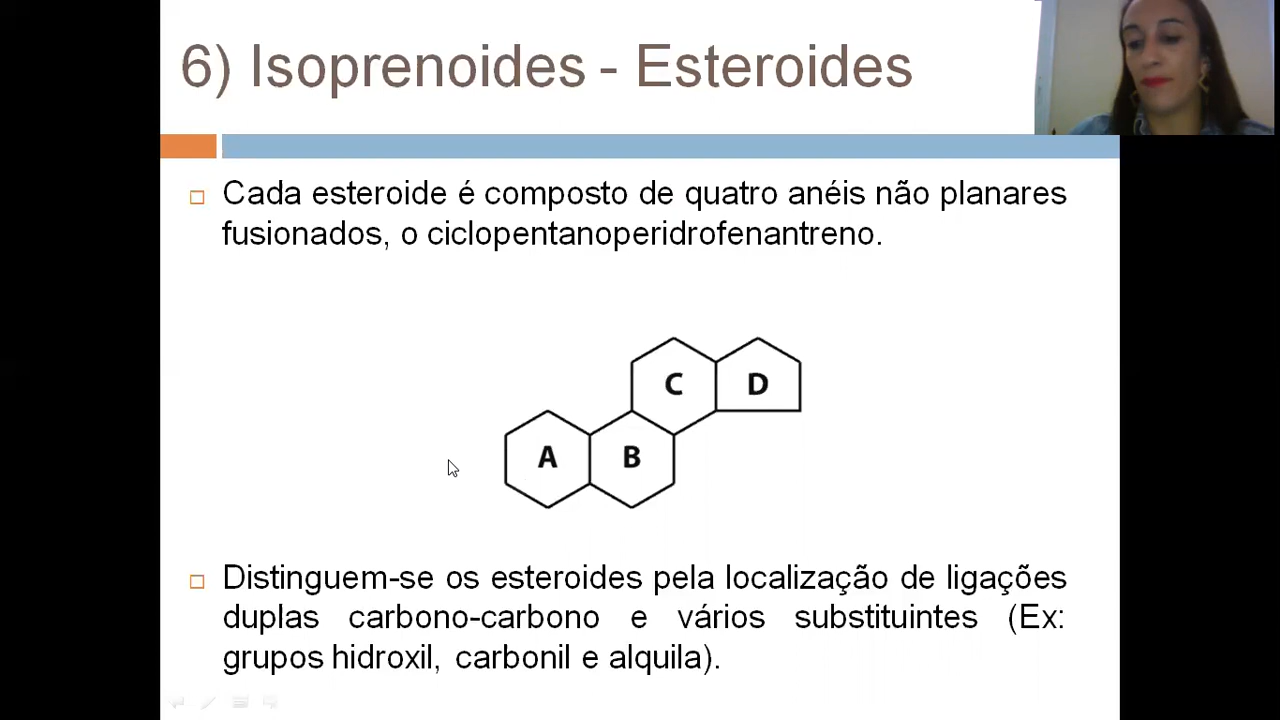 6) Isoprenoides - Esteroides
Cada esteroide é composto de quatro anéis não planares
fusionados, o ciclopentanoperidrofenantreno.
C D
A B
Distinguem-se os esteroides pela localização de ligações
duplas carbono-carbono e vários substituintes (Ex:
grupos hidroxil, carbonil e alquila).